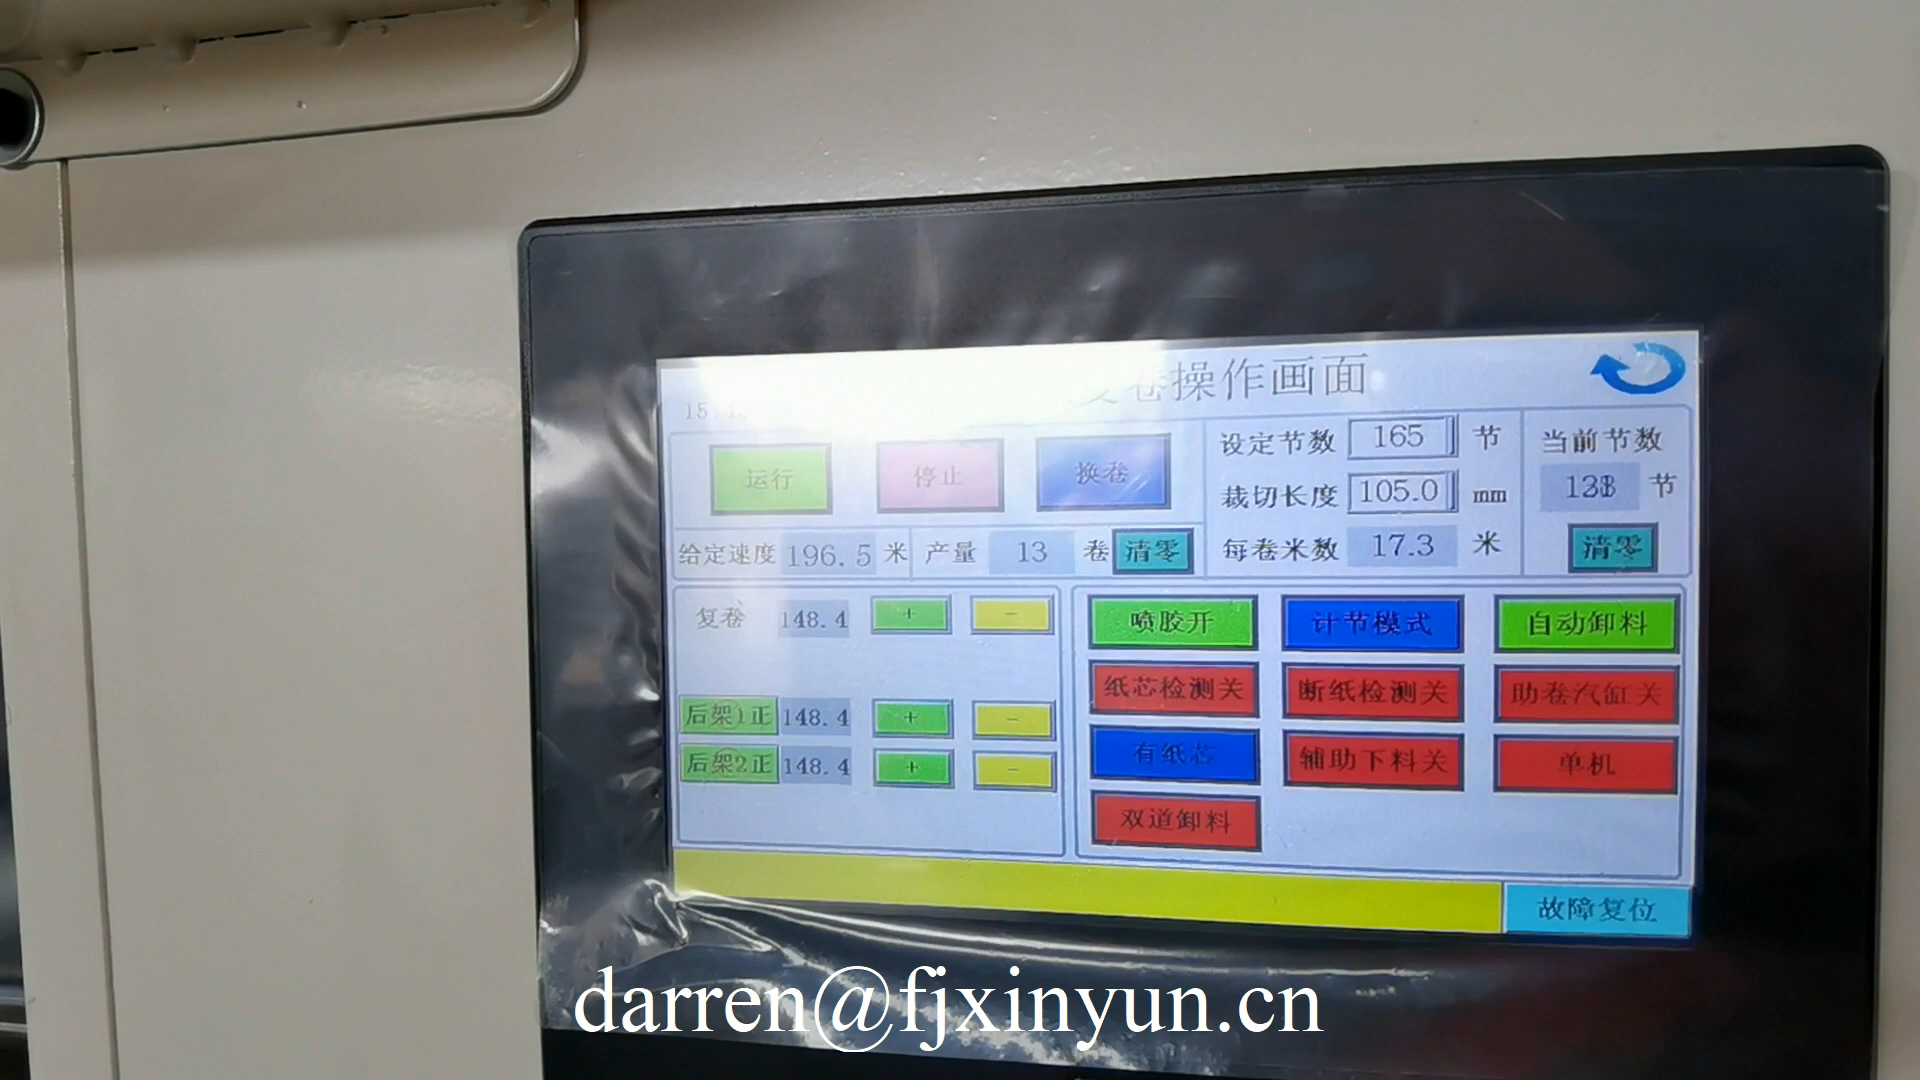 复卷操作画面
运行 停止 换卷
设定节数 165 节
当前节数
裁切长度 105.0 mm
节
给定速度 196.5 米 产量 13 卷 清零
每卷米数 17.3 米
清零
复卷 148.4 + -
后架1正 148.4 + -
后架2正 148.4 + -
喷胶开 计节模式 自动卸料
纸芯检测关 断纸检测关 助卷汽缸关
有纸芯 辅助下料关 单机
双道卸料
故障复位
darren@fjxinyun.cn